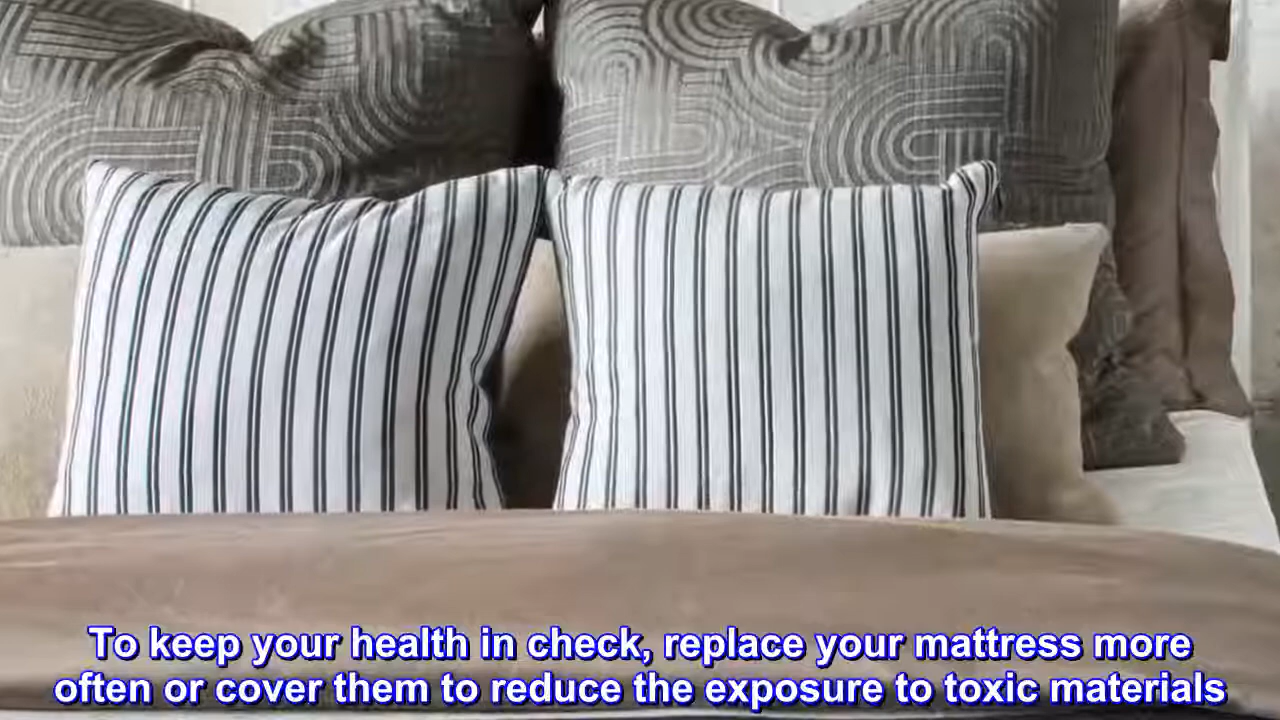 To keep your health in check, replace your mattress more
often or cover them to reduce the exposure to toxic materials